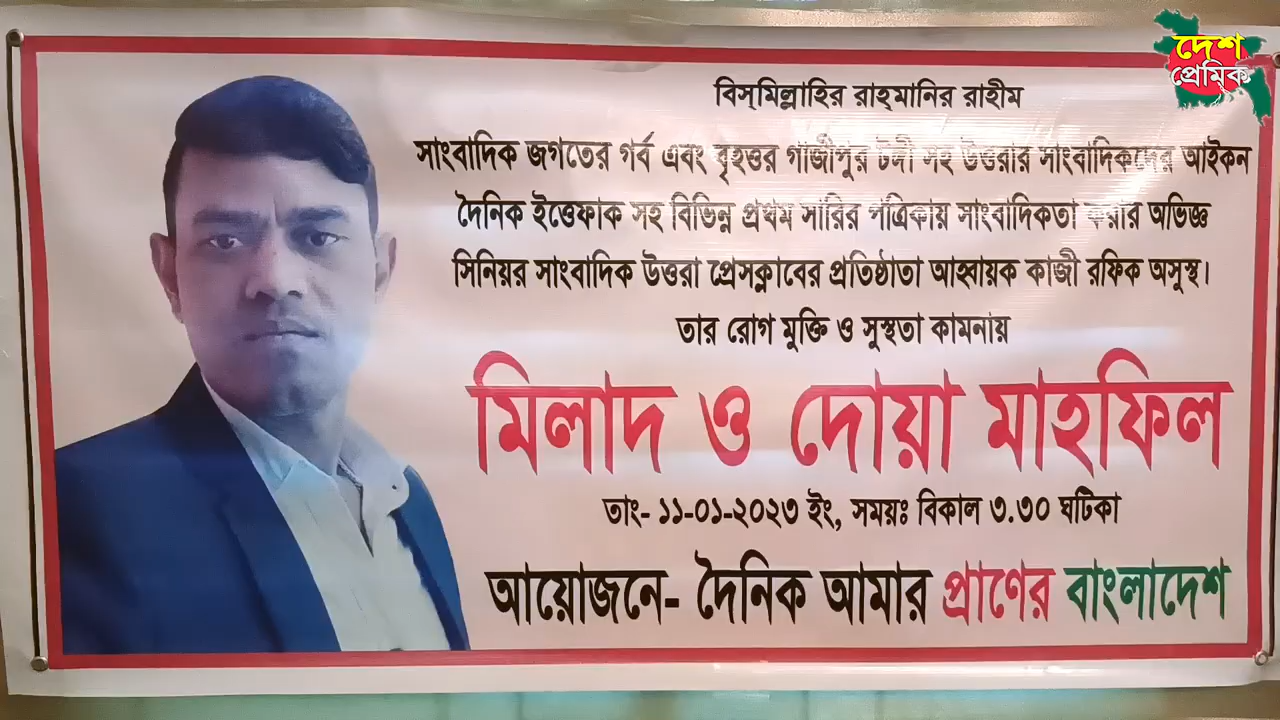 দেশ
প্রেমিক
বিস্‌মিল্লাহির রাহ্‌মানির রাহীম
সাংবাদিক জগতের গর্ব এবং বৃহত্তর গাজীপুর টঙ্গী সহ উত্তরার সাংবাদিকদের আইকন
দৈনিক ইত্তেফাক সহ বিভিন্ন প্রথম সারির পত্রিকায় সাংবাদিকতা করার অভিজ্ঞ
সিনিয়র সাংবাদিক উত্তরা প্রেসক্লাবের প্রতিষ্ঠাতা আহ্বায়ক কাজী রফিক অসুস্থ।
তার রোগ মুক্তি ও সুস্থতা কামনায়
মিলাদ ও দোয়া মাহফিল
তাং- ১১-০১-২০২৩ ইং, সময়ঃ বিকাল ৩.৩০ ঘটিকা
আয়োজনে- দৈনিক আমার প্রাণের বাংলাদেশ